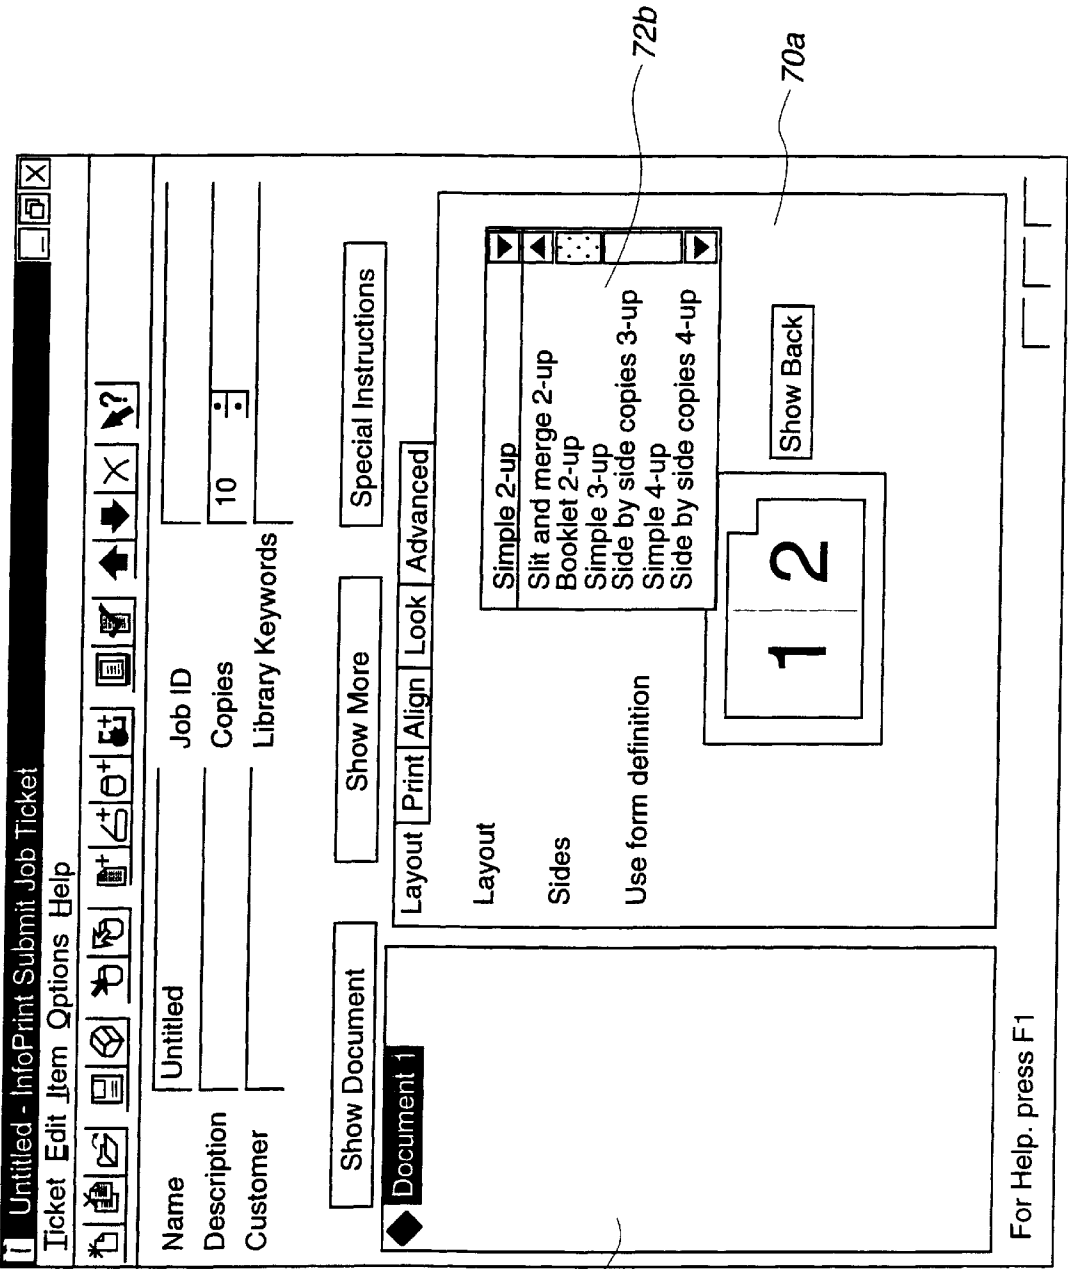 Untitled - InfoPrint Submit Job Ticket
Ticket Edit Item Options Help
Name Untitled Job ID
Description Copies 10
Customer Library Keywords
Show Document Show More Special Instructions
Document 1
Layout Print Align Look Advanced
Layout Simple 2-up
Slit and merge 2-up
Booklet 2-up
Simple 3-up
Side by side copies 3-up
Simple 4-up
Side by side copies 4-up
Sides
Use form definition
1 2
Show Back
72b
70a
For Help. press F1